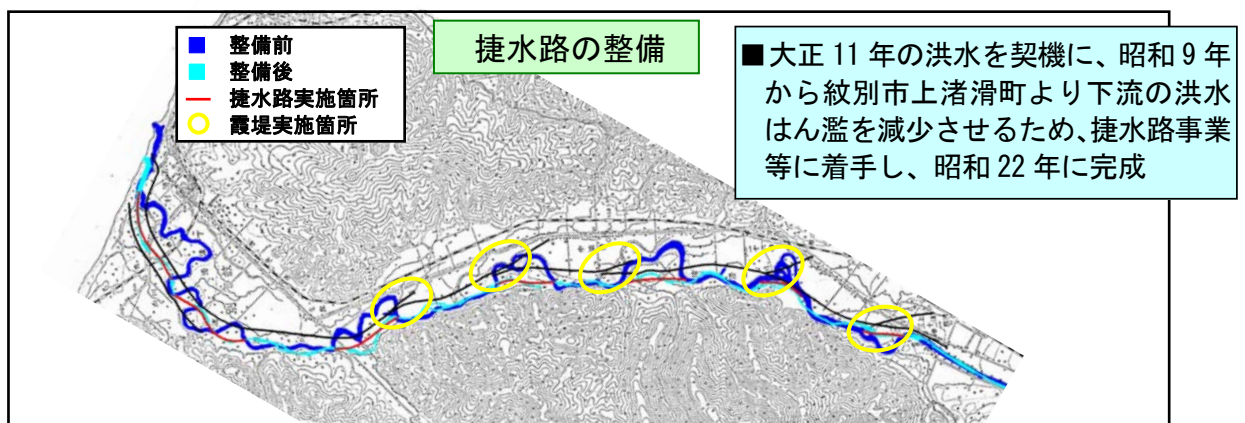 整備前
整備後
捷水路実施箇所
霞堤実施箇所
捷水路の整備
■大正11年の洪水を契機に、昭和9年
から紋別市上渚滑町より下流の洪水
はん濫を減少させるため、捷水路事業
等に着手し、昭和22年に完成